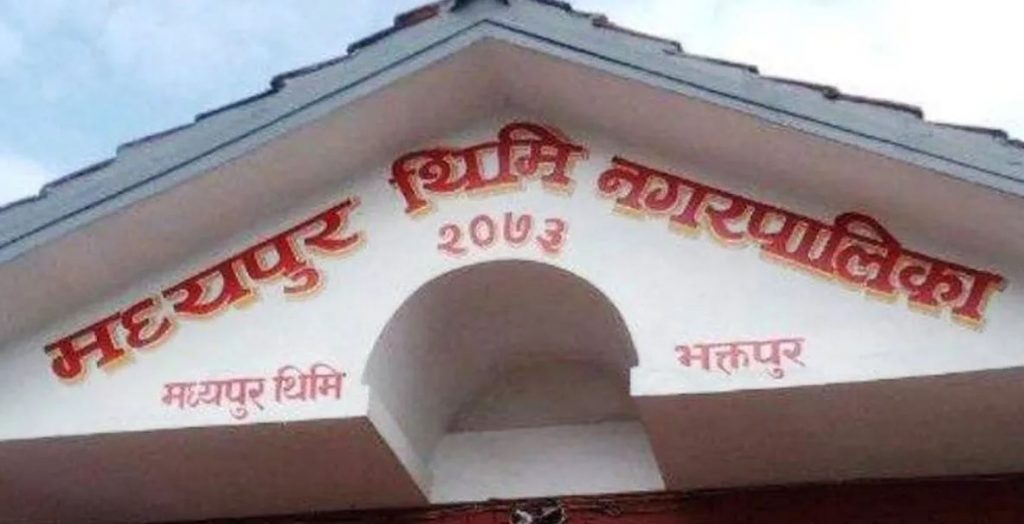 मध्यपुर थिमि नगरपालिका
२०७३
मध्यपुर थिमि भक्तपुर